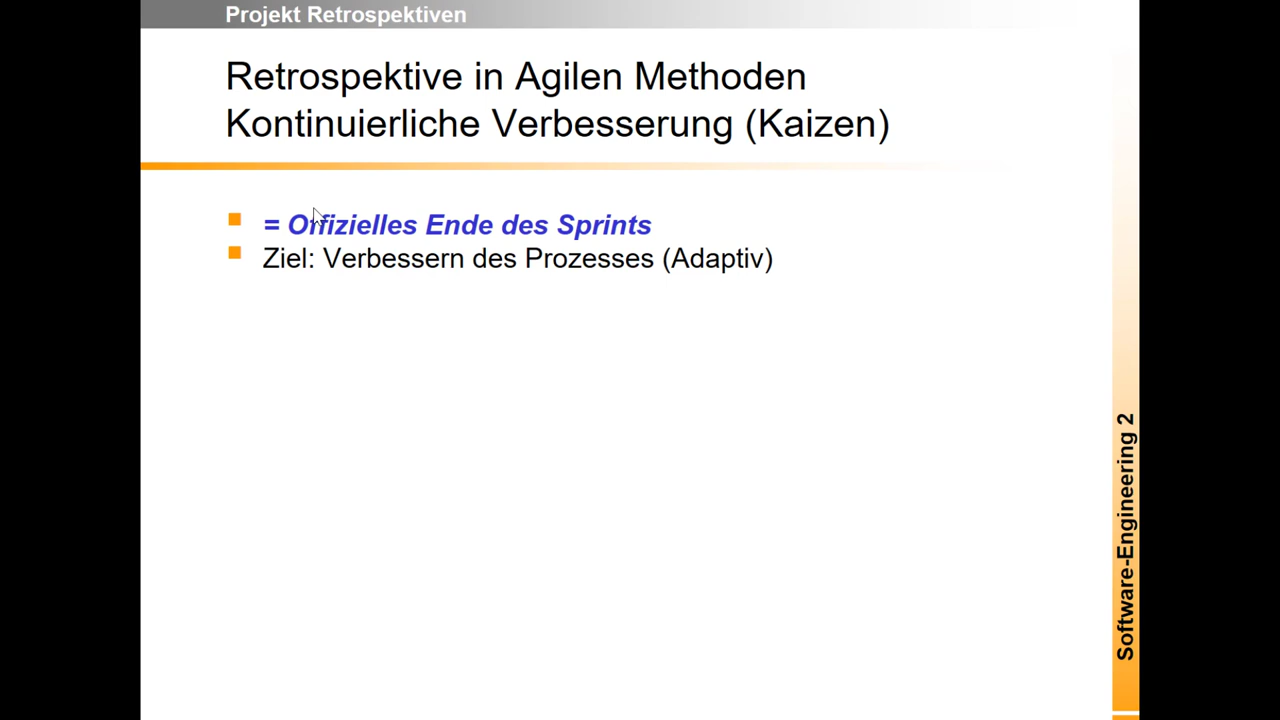 Projekt Retrospektiven
Retrospektive in Agilen Methoden
Kontinuierliche Verbesserung (Kaizen)
= Offizielles Ende des Sprints
Ziel: Verbessern des Prozesses (Adaptiv)
Software-Engineering 2